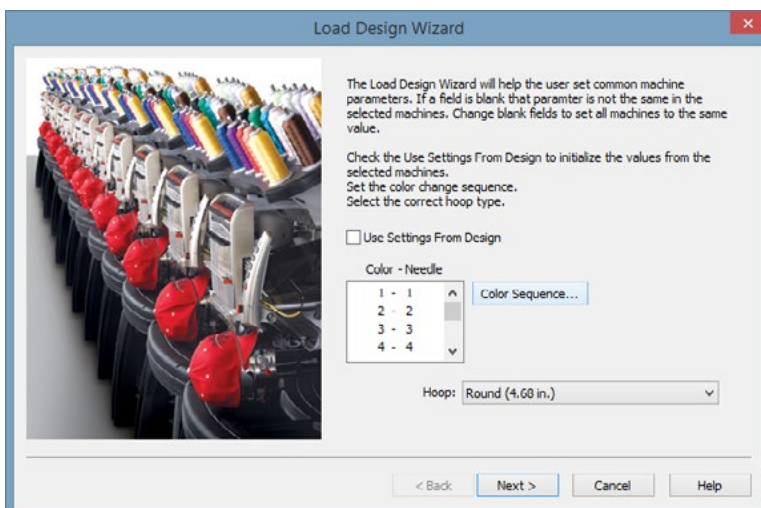 Load Design Wizard
The Load Design Wizard will help the user set common machine
parameters. If a field is blank that paramter is not the same in the
selected machines. Change blank fields to set all machines to the same
value.
Check the Use Settings From Design to initialize the values from the
selected machines.
Set the color change sequence.
Select the correct hoop type.
Use Settings From Design
Color - Needle
1 - 1
2 - 2
3 - 3
4 - 4
Color Sequence...
Hoop: Round (4.68 in.)
< Back Next > Cancel Help